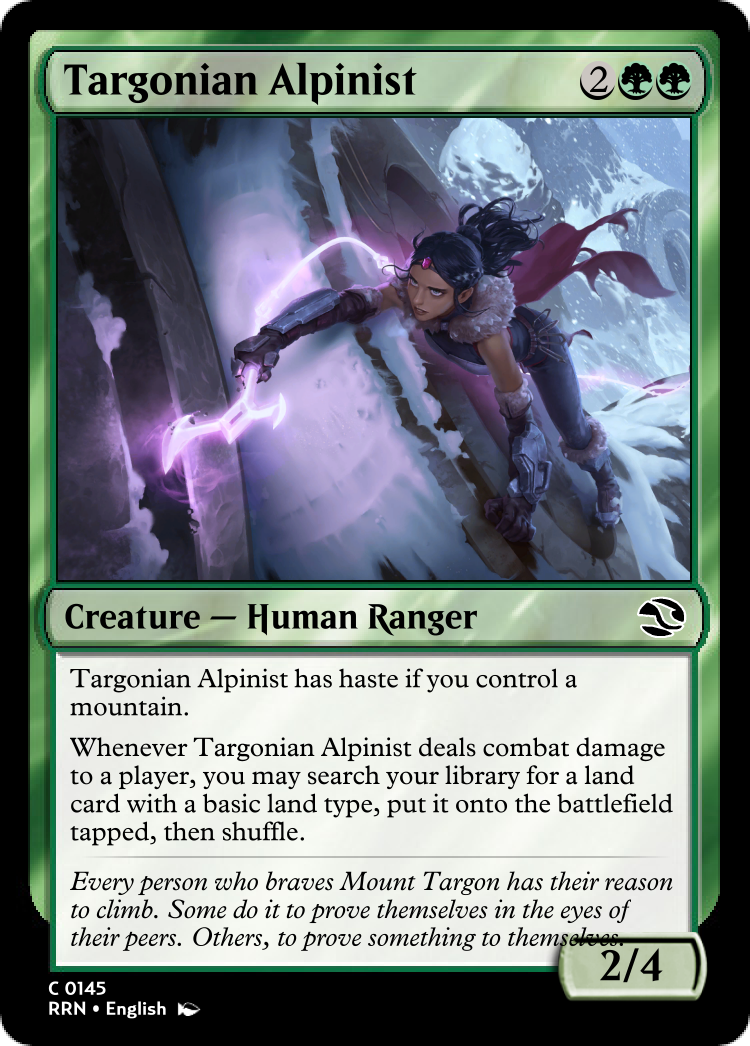 Targonian Alpinist 2
Creature — Human Ranger
Targonian Alpinist has haste if you control a
mountain.
Whenever Targonian Alpinist deals combat damage
to a player, you may search your library for a land
card with a basic land type, put it onto the battlefield
tapped, then shuffle.
Every person who braves Mount Targon has their reason
to climb. Some do it to prove themselves in the eyes of
their peers. Others, to prove something to themselves.
2/4
C 0145
RRN • English